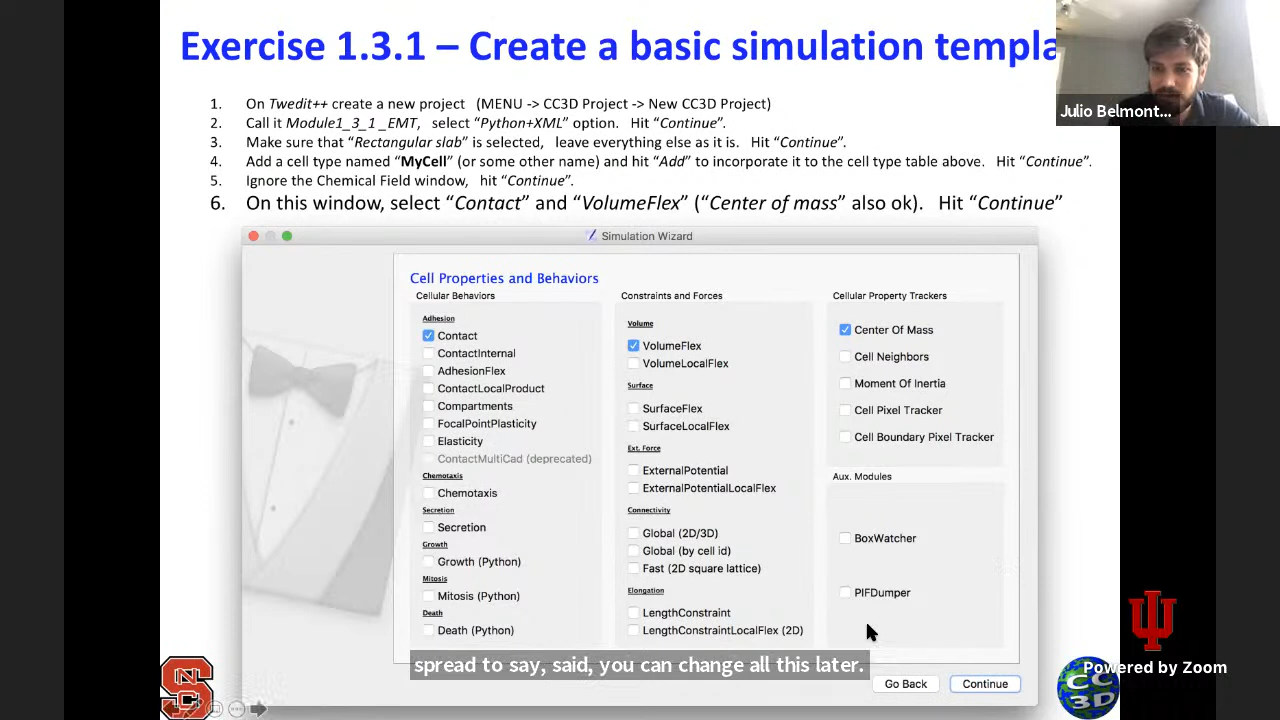 Exercise 1.3.1 – Create a basic simulation templa
Julio Belmont...
1. On Twedit++ create a new project (MENU -> CC3D Project -> New CC3D Project)
2. Call it Module1_3_1_EMT, select “Python+XML” option. Hit “Continue”.
3. Make sure that “Rectangular slab” is selected, leave everything else as it is. Hit “Continue”.
4. Add a cell type named “MyCell” (or some other name) and hit “Add” to incorporate it to the cell type table above. Hit “Continue”.
5. Ignore the Chemical Field window, hit “Continue”.
6. On this window, select “Contact” and “VolumeFlex” (“Center of mass” also ok). Hit “Continue”
Simulation Wizard
Cell Properties and Behaviors
Cellular Behaviors
Adhesion
Contact
ContactInternal
AdhesionFlex
ContactLocalProduct
Compartments
FocalPointPlasticity
Elasticity
ContactMultiCad (deprecated)
Chemotaxis
Chemotaxis
Secretion
Secretion
Growth
Growth (Python)
Mitosis
Mitosis (Python)
Death
Death (Python)
Constraints and Forces
Volume
VolumeFlex
VolumeLocalFlex
Surface
SurfaceFlex
SurfaceLocalFlex
Ext. Force
ExternalPotential
ExternalPotentialLocalFlex
Connectivity
Global (2D/3D)
Global (by cell id)
Fast (2D square lattice)
Elongation
LengthConstraint
LengthConstraintLocalFlex (2D)
Cellular Property Trackers
Center Of Mass
Cell Neighbors
Moment Of Inertia
Cell Pixel Tracker
Cell Boundary Pixel Tracker
Aux. Modules
BoxWatcher
PIFDumper
spread to say, said, you can change all this later.
Go Back
Continue
Powered by Zoom
NC STATE
CC
3D